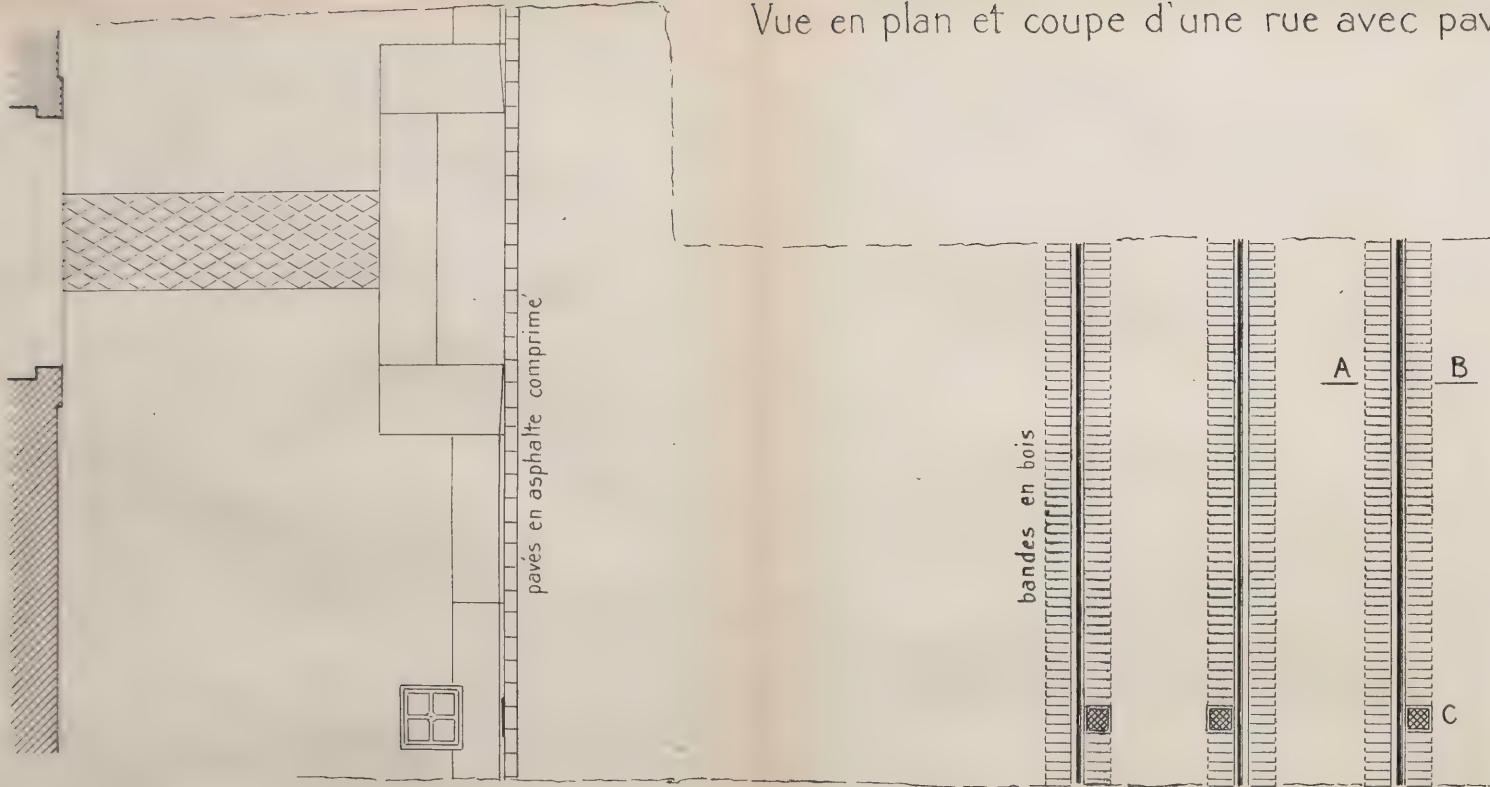 Vue en plan et coupe d'une rue avec pav
pavés en asphalte comprimé
bandes en bois
A
B
C